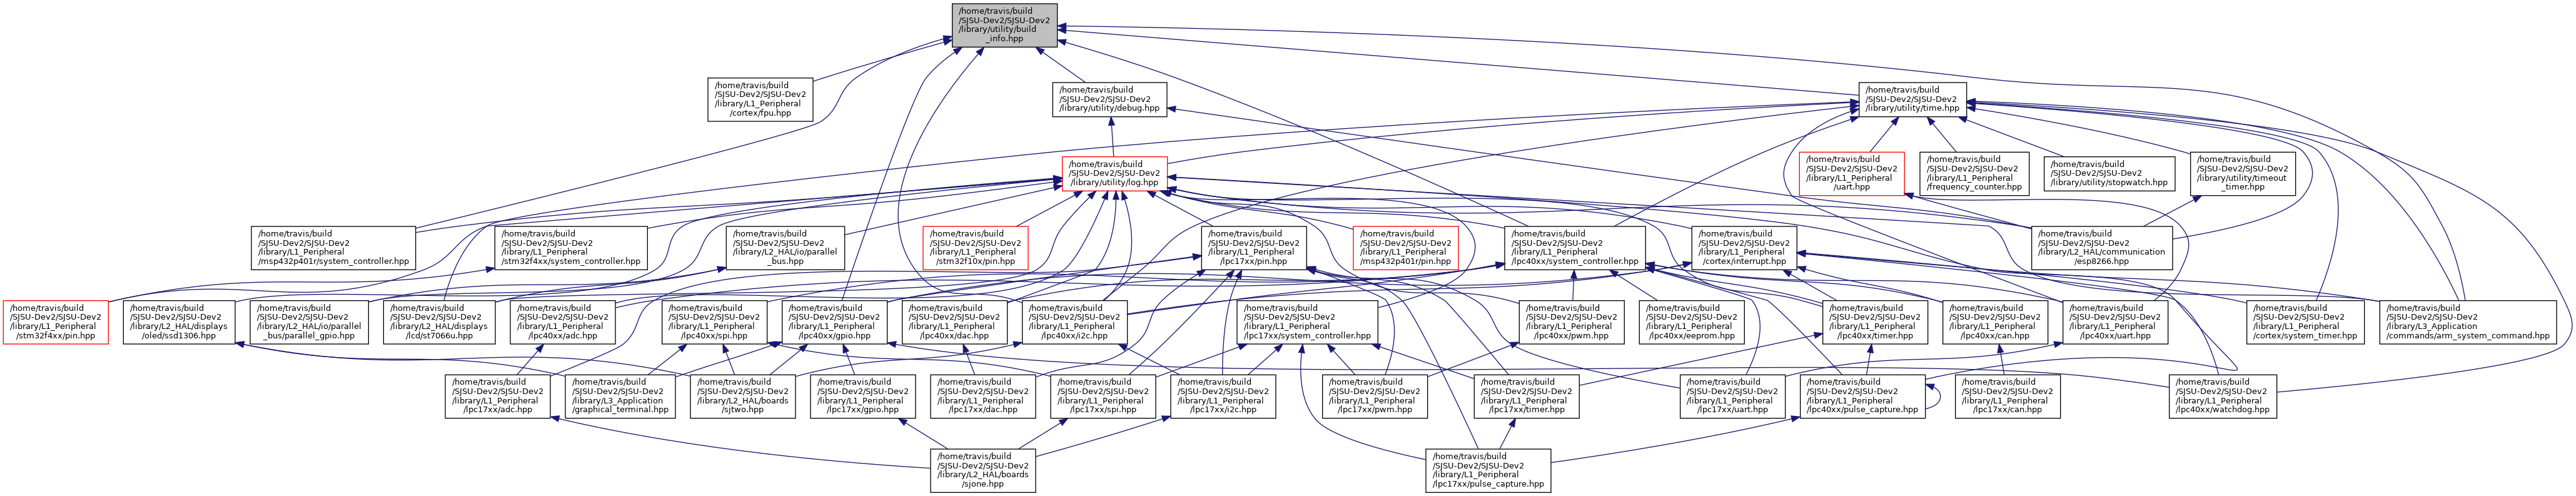 /home/travis/build
/SJSU-Dev2/SJSU-Dev2
/library/utility/build
_info.hpp
/home/travis/build
/SJSU-Dev2/SJSU-Dev2
/library/L1_Peripheral
/cortex/fpu.hpp
/home/travis/build
/SJSU-Dev2/SJSU-Dev2
/library/utility/debug.hpp
/home/travis/build
/SJSU-Dev2/SJSU-Dev2
/library/utility/time.hpp
/home/travis/build
/SJSU-Dev2/SJSU-Dev2
/library/utility/log.hpp
/home/travis/build
/SJSU-Dev2/SJSU-Dev2
/library/L1_Peripheral
/uart.hpp
/home/travis/build
/SJSU-Dev2/SJSU-Dev2
/library/L1_Peripheral
/frequency_counter.hpp
/home/travis/build
/SJSU-Dev2/SJSU-Dev2
/library/utility/stopwatch.hpp
/home/travis/build
/SJSU-Dev2/SJSU-Dev2
/library/utility/timeout
_timer.hpp
/home/travis/build
/SJSU-Dev2/SJSU-Dev2
/library/L1_Peripheral
/msp432p401r/system_controller.hpp
/home/travis/build
/SJSU-Dev2/SJSU-Dev2
/library/L1_Peripheral
/stm32f4xx/system_controller.hpp
/home/travis/build
/SJSU-Dev2/SJSU-Dev2
/library/L2_HAL/io/parallel
_bus.hpp
/home/travis/build
/SJSU-Dev2/SJSU-Dev2
/library/L1_Peripheral
/stm32f10x/pin.hpp
/home/travis/build
/SJSU-Dev2/SJSU-Dev2
/library/L1_Peripheral
/lpc17xx/pin.hpp
/home/travis/build
/SJSU-Dev2/SJSU-Dev2
/library/L1_Peripheral
/msp432p401r/pin.hpp
/home/travis/build
/SJSU-Dev2/SJSU-Dev2
/library/L1_Peripheral
/lpc40xx/system_controller.hpp
/home/travis/build
/SJSU-Dev2/SJSU-Dev2
/library/L1_Peripheral
/cortex/interrupt.hpp
/home/travis/build
/SJSU-Dev2/SJSU-Dev2
/library/L2_HAL/communication
/esp8266.hpp
/home/travis/build
/SJSU-Dev2/SJSU-Dev2
/library/L1_Peripheral
/stm32f4xx/pin.hpp
/home/travis/build
/SJSU-Dev2/SJSU-Dev2
/library/L2_HAL/displays
/oled/ssd1306.hpp
/home/travis/build
/SJSU-Dev2/SJSU-Dev2
/library/L2_HAL/io/parallel
_bus/parallel_gpio.hpp
/home/travis/build
/SJSU-Dev2/SJSU-Dev2
/library/L2_HAL/displays
/lcd/st7066u.hpp
/home/travis/build
/SJSU-Dev2/SJSU-Dev2
/library/L1_Peripheral
/lpc40xx/adc.hpp
/home/travis/build
/SJSU-Dev2/SJSU-Dev2
/library/L1_Peripheral
/lpc40xx/spi.hpp
/home/travis/build
/SJSU-Dev2/SJSU-Dev2
/library/L1_Peripheral
/lpc40xx/gpio.hpp
/home/travis/build
/SJSU-Dev2/SJSU-Dev2
/library/L1_Peripheral
/lpc40xx/dac.hpp
/home/travis/build
/SJSU-Dev2/SJSU-Dev2
/library/L1_Peripheral
/lpc40xx/i2c.hpp
/home/travis/build
/SJSU-Dev2/SJSU-Dev2
/library/L1_Peripheral
/lpc17xx/system_controller.hpp
/home/travis/build
/SJSU-Dev2/SJSU-Dev2
/library/L1_Peripheral
/lpc40xx/pwm.hpp
/home/travis/build
/SJSU-Dev2/SJSU-Dev2
/library/L1_Peripheral
/lpc40xx/eeprom.hpp
/home/travis/build
/SJSU-Dev2/SJSU-Dev2
/library/L1_Peripheral
/lpc40xx/timer.hpp
/home/travis/build
/SJSU-Dev2/SJSU-Dev2
/library/L1_Peripheral
/lpc40xx/can.hpp
/home/travis/build
/SJSU-Dev2/SJSU-Dev2
/library/L1_Peripheral
/lpc40xx/uart.hpp
/home/travis/build
/SJSU-Dev2/SJSU-Dev2
/library/L1_Peripheral
/cortex/system_timer.hpp
/home/travis/build
/SJSU-Dev2/SJSU-Dev2
/library/L3_Application
/commands/arm_system_command.hpp
/home/travis/build
/SJSU-Dev2/SJSU-Dev2
/library/L1_Peripheral
/lpc17xx/adc.hpp
/home/travis/build
/SJSU-Dev2/SJSU-Dev2
/library/L3_Application
/graphical_terminal.hpp
/home/travis/build
/SJSU-Dev2/SJSU-Dev2
/library/L2_HAL/boards
/sjtwo.hpp
/home/travis/build
/SJSU-Dev2/SJSU-Dev2
/library/L1_Peripheral
/lpc17xx/gpio.hpp
/home/travis/build
/SJSU-Dev2/SJSU-Dev2
/library/L1_Peripheral
/lpc17xx/dac.hpp
/home/travis/build
/SJSU-Dev2/SJSU-Dev2
/library/L1_Peripheral
/lpc17xx/spi.hpp
/home/travis/build
/SJSU-Dev2/SJSU-Dev2
/library/L1_Peripheral
/lpc17xx/i2c.hpp
/home/travis/build
/SJSU-Dev2/SJSU-Dev2
/library/L1_Peripheral
/lpc17xx/pwm.hpp
/home/travis/build
/SJSU-Dev2/SJSU-Dev2
/library/L1_Peripheral
/lpc17xx/timer.hpp
/home/travis/build
/SJSU-Dev2/SJSU-Dev2
/library/L1_Peripheral
/lpc17xx/uart.hpp
/home/travis/build
/SJSU-Dev2/SJSU-Dev2
/library/L1_Peripheral
/lpc40xx/pulse_capture.hpp
/home/travis/build
/SJSU-Dev2/SJSU-Dev2
/library/L1_Peripheral
/lpc17xx/can.hpp
/home/travis/build
/SJSU-Dev2/SJSU-Dev2
/library/L1_Peripheral
/lpc40xx/watchdog.hpp
/home/travis/build
/SJSU-Dev2/SJSU-Dev2
/library/L2_HAL/boards
/sjone.hpp
/home/travis/build
/SJSU-Dev2/SJSU-Dev2
/library/L1_Peripheral
/lpc17xx/pulse_capture.hpp